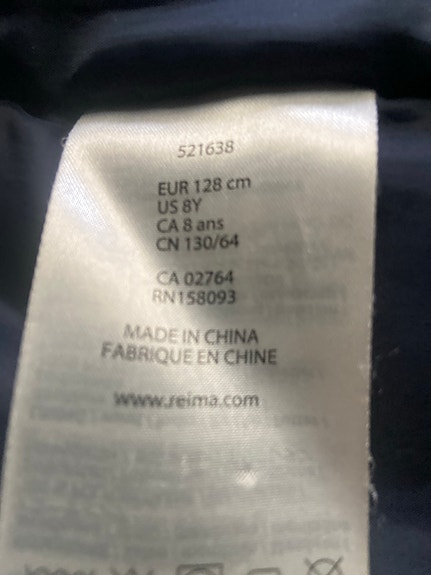 521638
EUR 128 cm
US 8Y
CA 8 ans
CN 130/64
CA 02764
RN158093
MADE IN CHINA
FABRIQUE EN CHINE
www.reima.com